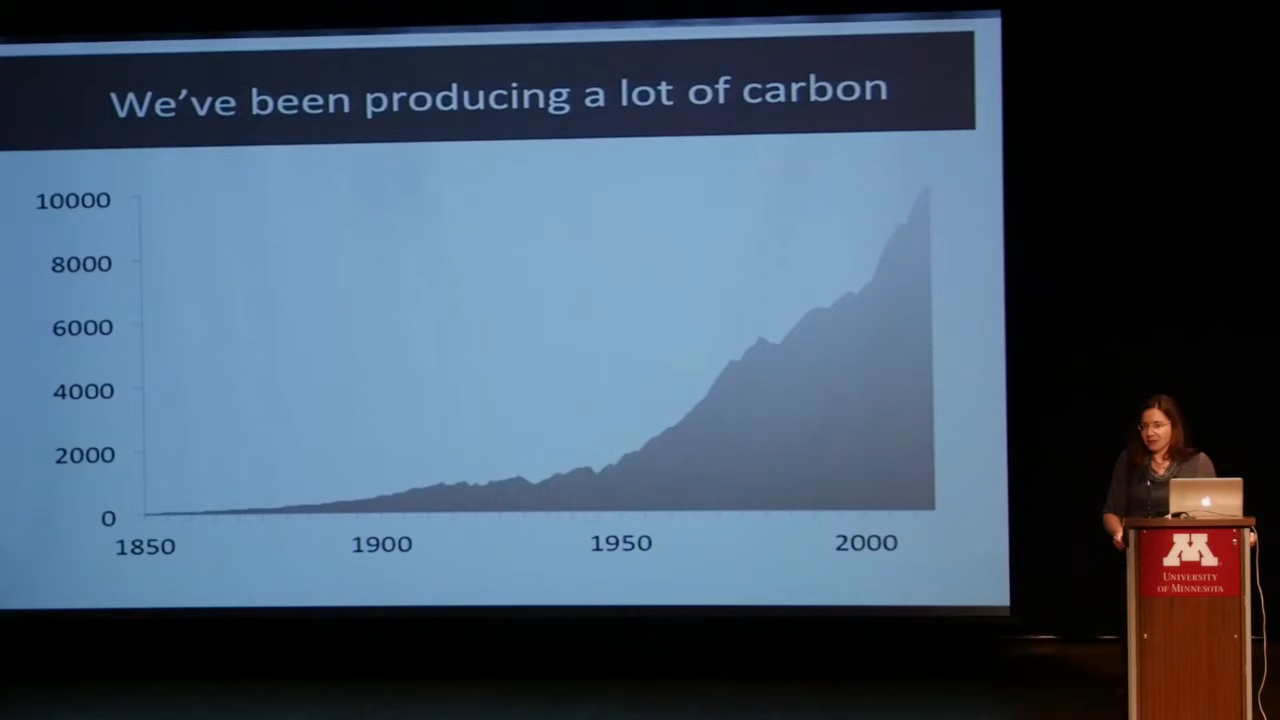 We've been producing a lot of carbon
10000
8000
6000
4000
2000
0
1850 1900 1950 2000
M
UNIVERSITY
OF MINNESOTA